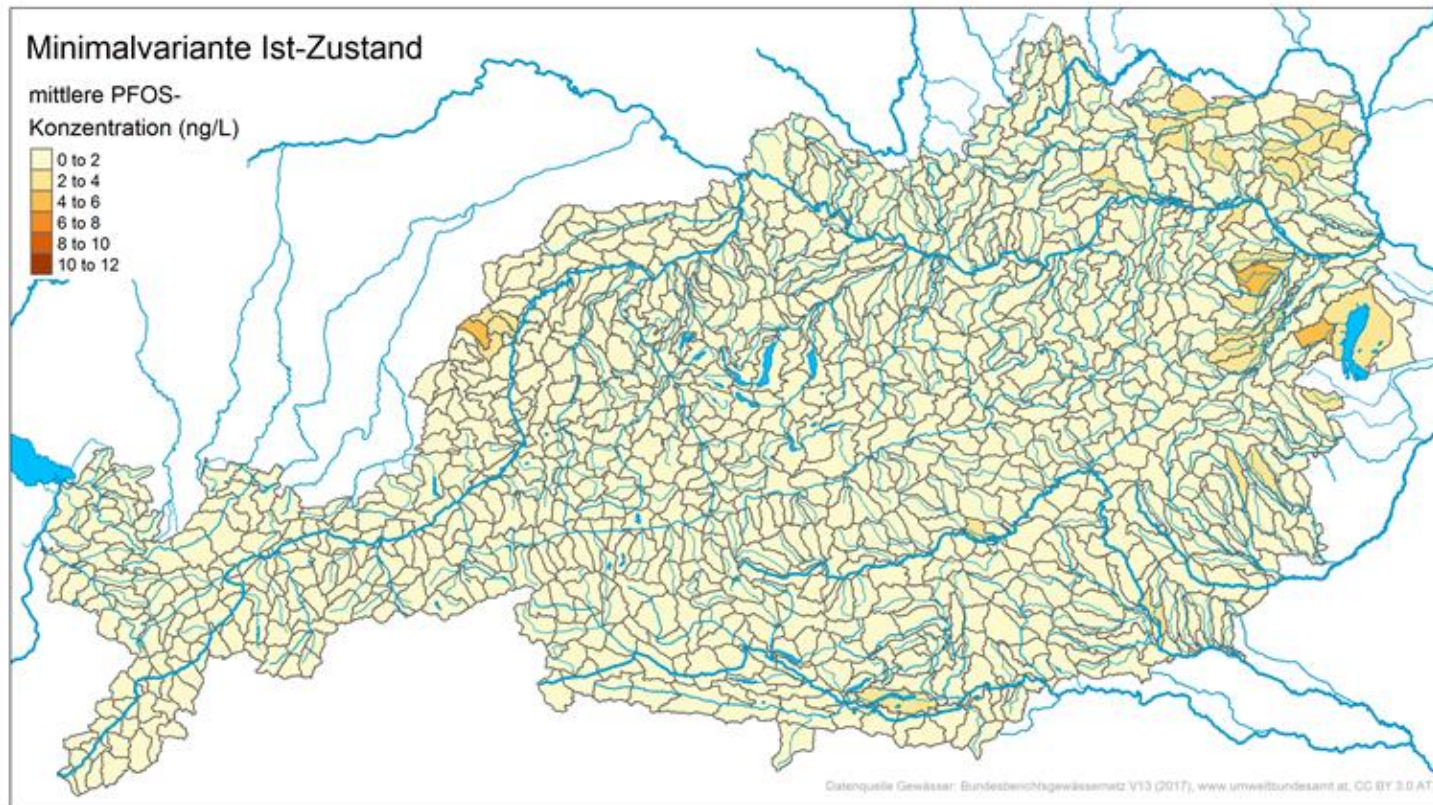 Minimalvariante Ist-Zustand
mittlere PFOS-
Konzentration (ng/L)
0 to 2
2 to 4
4 to 6
6 to 8
8 to 10
10 to 12
Datenquelle Gewässer: Bundesberichtsgewässernetz V13 (2017), www.umweltbundesamt.at, CC BY 3.0 AT